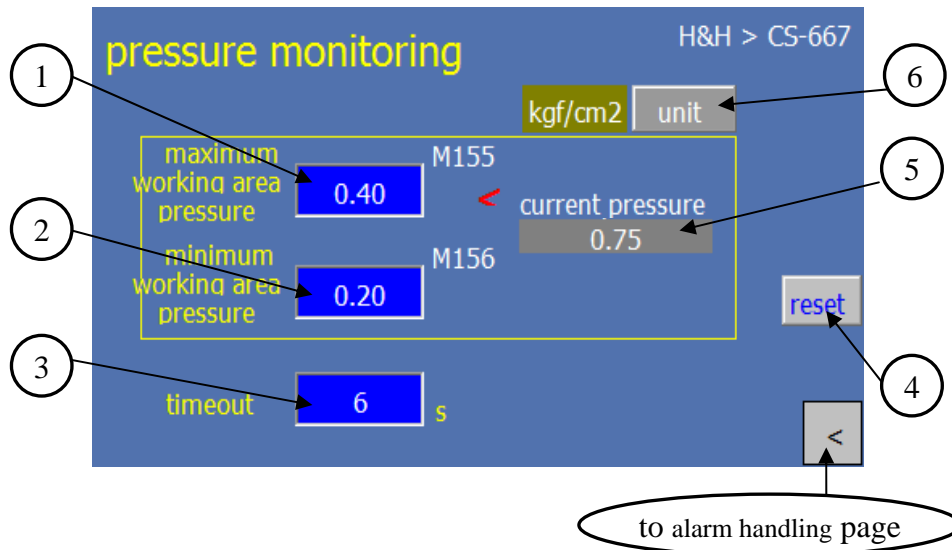 pressure monitoring
H&H > CS-667
1
6
kgf/cm2
unit
maximum
working area
pressure
0.40
M155
<
current pressure
0.75
5
2
minimum
working area
pressure
0.20
M156
reset
3
timeout
6
s
4
<
to alarm handling page